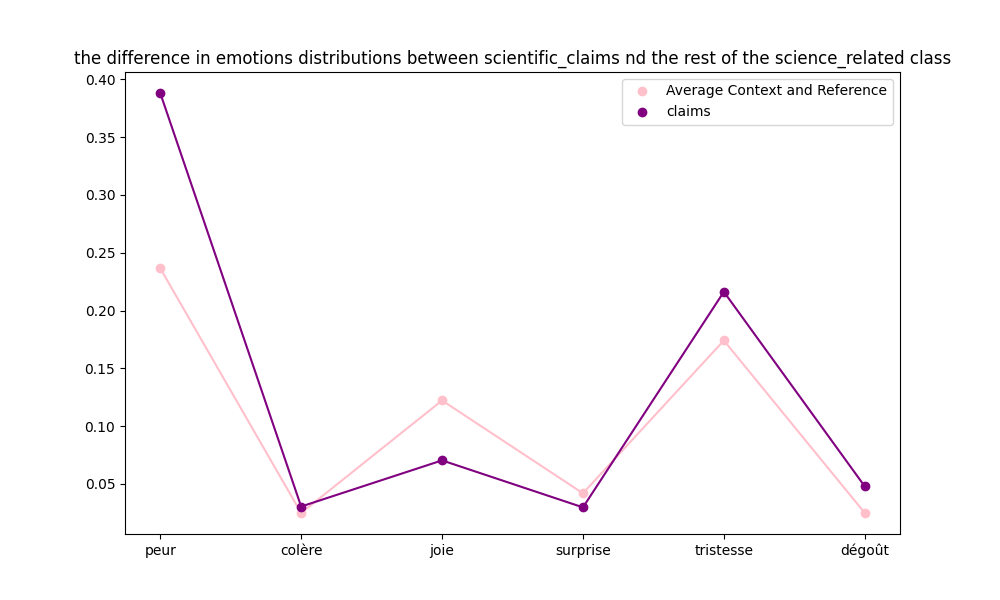 the difference in emotions distributions between scientific_claims nd the rest of the science_related class
Average Context and Reference
claims
0.40
0.35
0.30
0.25
0.20
0.15
0.10
0.05
peur
colère
joie
surprise
tristesse
dégoût